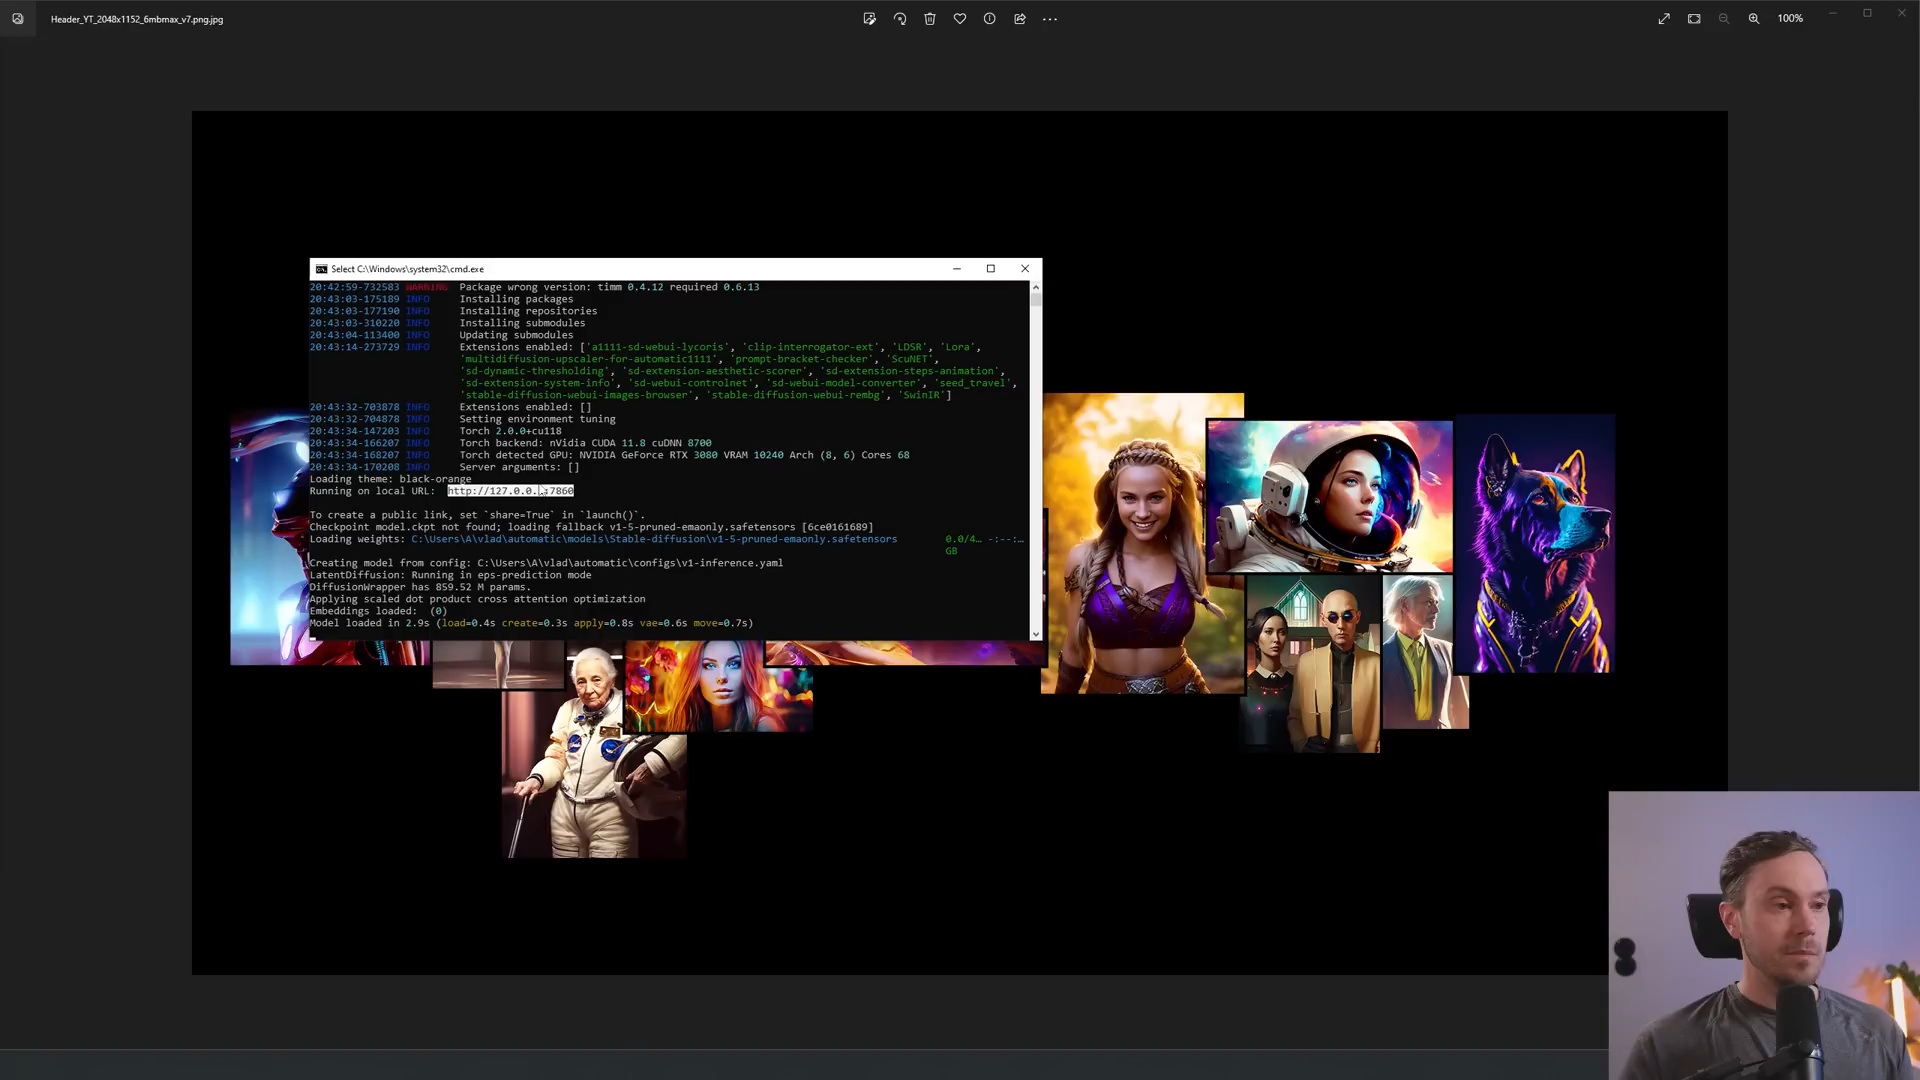 Header_YT_2048x1152_6mbmax_v7.png.jpg
100%
Select C:\Windows\system32\cmd.exe
20:42:59-732583 WARNING Package wrong version: timm 0.4.12 required 0.6.13
20:43:03-175189 INFO Installing packages
20:43:03-177190 INFO Installing repositories
20:43:03-310220 INFO Installing submodules
20:43:04-113400 INFO Updating submodules
20:43:14-273729 INFO Extensions enabled: ['a1111-sd-webui-lycoris', 'clip-interrogator-ext', 'LDSR', 'Lora',
'multidiffusion-upscaler-for-automatic1111', 'prompt-bracket-checker', 'ScuNET',
'sd-dynamic-thresholding', 'sd-extension-aesthetic-scorer', 'sd-extension-steps-animation',
'sd-extension-system-info', 'sd-webui-controlnet', 'sd-webui-model-converter', 'seed_travel',
'stable-diffusion-webui-images-browser', 'stable-diffusion-webui-rembg', 'SwinIR']
20:43:32-703878 INFO Extensions enabled: []
20:43:32-704878 INFO Setting environment tuning
20:43:34-147203 INFO Torch 2.0.0+cu118
20:43:34-166207 INFO Torch backend: nVidia CUDA 11.8 cuDNN 8700
20:43:34-168207 INFO Torch detected GPU: NVIDIA GeForce RTX 3080 VRAM 10240 Arch (8, 6) Cores 68
20:43:34-170208 INFO Server arguments: []
Loading theme: black-orange
Running on local URL: http://127.0.0.1:7860
To create a public link, set `share=True` in `launch()`.
Checkpoint model.ckpt not found; loading fallback v1-5-pruned-emaonly.safetensors [6ce0161689]
Loading weights: C:\Users\A\vlad\automatic\models\Stable-diffusion\v1-5-pruned-emaonly.safetensors 0.0/4… -:--:…
GB
Creating model from config: C:\Users\A\vlad\automatic\configs\v1-inference.yaml
LatentDiffusion: Running in eps-prediction mode
DiffusionWrapper has 859.52 M params.
Applying scaled dot product cross attention optimization
Embeddings loaded: (0)
Model loaded in 2.9s (load=0.4s create=0.3s apply=0.8s vae=0.6s move=0.7s)